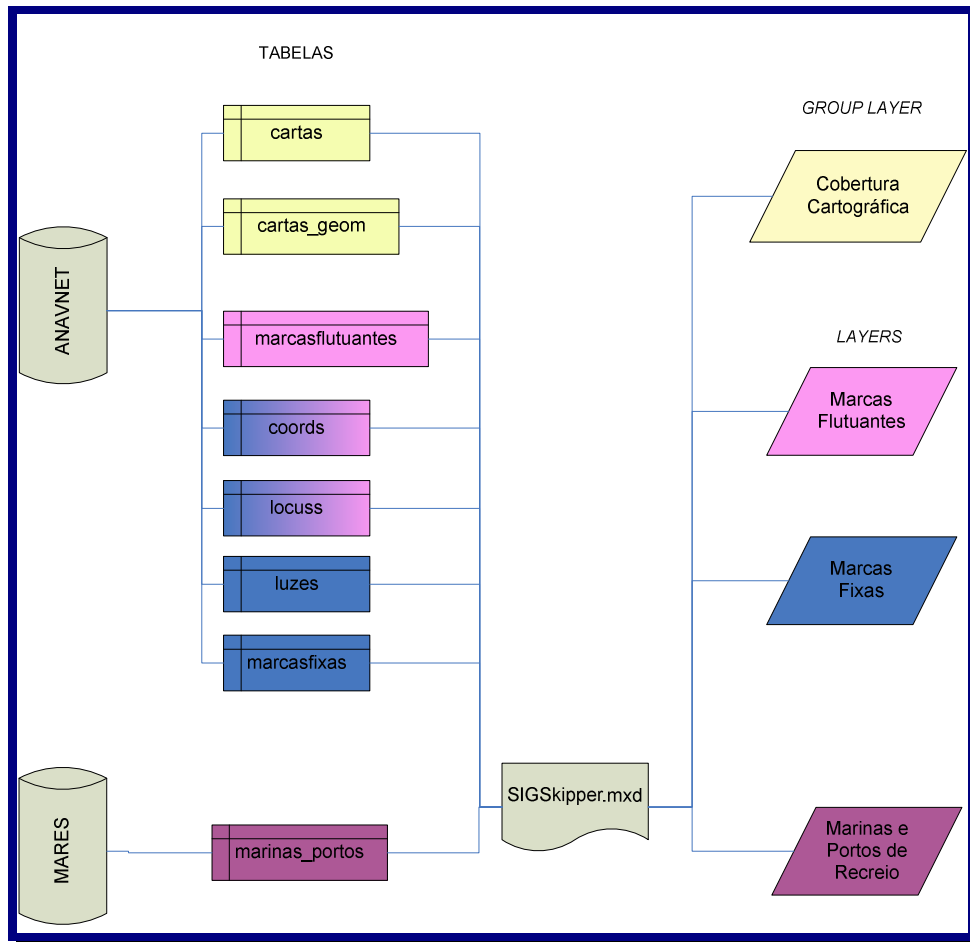 TABELAS
GROUP LAYER
cartas
Cobertura
Cartográfica
cartas_geom
ANAVNET
marcasflutuantes
LAYERS
Marcas
Flutuantes
coords
locuss
luzes
Marcas
Fixas
marcasfixas
SIGSkipper.mxd
MARES
marinas_portos
Marinas e
Portos de
Recreio